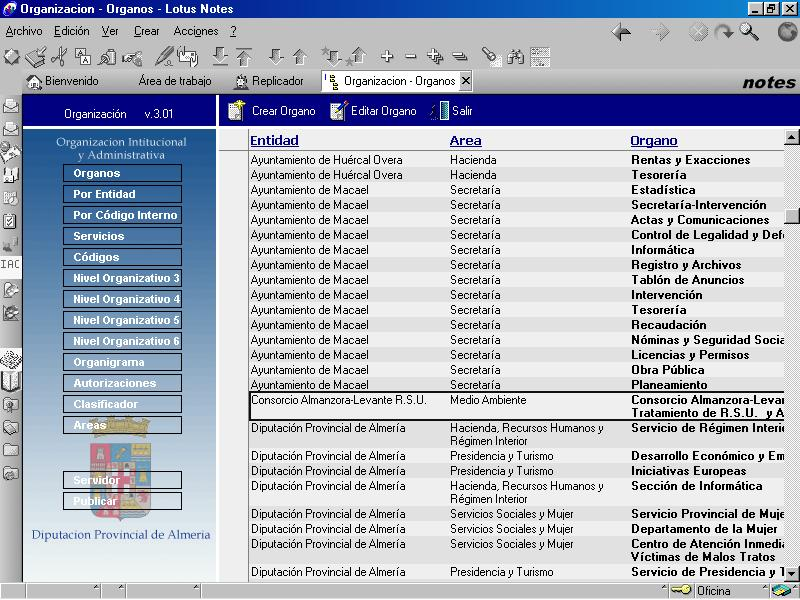 Organizacion - Organos - Lotus Notes
Archivo Edición Ver Crear Acciones ?
Bienvenido Área de trabajo Replicador Organizacion - Organos
notes
Organización v.3.01
Crear Organo Editar Organo Salir
Organizacion Intitucional
y Administrativa
Organos
Por Entidad
Por Código Interno
Servicios
Códigos
Nivel Organizativo 3
Nivel Organizativo 4
Nivel Organizativo 5
Nivel Organizativo 6
Organigrama
Autorizaciones
Clasificador
Areas
Servidor
Publicar
Diputacion Provincial de Almeria
IAC
Entidad Area Organo
Ayuntamiento de Huércal Overa Hacienda Rentas y Exacciones
Ayuntamiento de Huércal Overa Hacienda Tesorería
Ayuntamiento de Macael Secretaría Estadística
Ayuntamiento de Macael Secretaría Secretaría-Intervención
Ayuntamiento de Macael Secretaría Actas y Comunicaciones
Ayuntamiento de Macael Secretaría Control de Legalidad y Defe
Ayuntamiento de Macael Secretaría Informática
Ayuntamiento de Macael Secretaría Registro y Archivos
Ayuntamiento de Macael Secretaría Tablón de Anuncios
Ayuntamiento de Macael Secretaría Intervención
Ayuntamiento de Macael Secretaría Tesorería
Ayuntamiento de Macael Secretaría Recaudación
Ayuntamiento de Macael Secretaría Nóminas y Seguridad Socia
Ayuntamiento de Macael Secretaría Licencias y Permisos
Ayuntamiento de Macael Secretaría Obra Pública
Ayuntamiento de Macael Secretaría Planeamiento
Consorcio Almanzora-Levante R.S.U. Medio Ambiente Consorcio Almanzora-Levan
Tratamiento de R.S.U. y A
Diputación Provincial de Almería Hacienda, Recursos Humanos y Servicio de Régimen Interio
Régimen Interior
Diputación Provincial de Almería Presidencia y Turismo Desarrollo Económico y Em
Diputación Provincial de Almería Presidencia y Turismo Iniciativas Europeas
Diputación Provincial de Almería Hacienda, Recursos Humanos y Sección de Informática
Régimen Interior
Diputación Provincial de Almería Servicios Sociales y Mujer Servicio Provincial de Muje
Diputación Provincial de Almería Servicios Sociales y Mujer Departamento de la Mujer
Diputación Provincial de Almería Servicios Sociales y Mujer Centro de Atención Inmedia
Víctimas de Malos Tratos
Diputación Provincial de Almería Presidencia y Turismo Servicio de Presidencia y T
Oficina